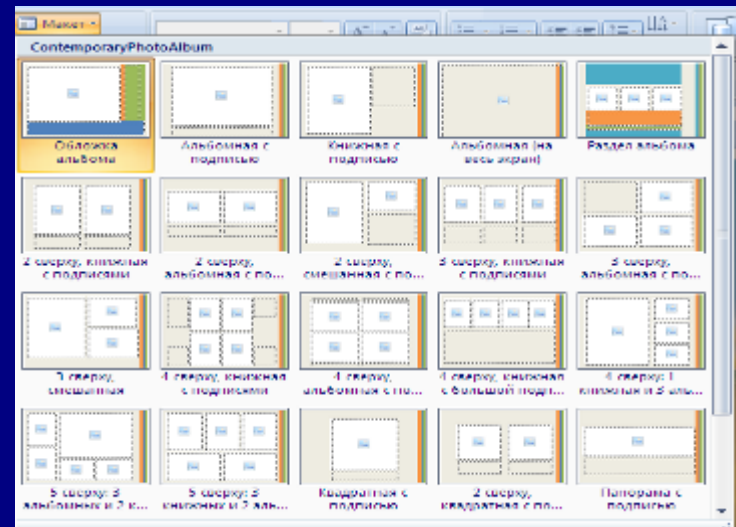 Макет
ContemporaryPhotoAlbum
Обложка альбома
Альбомная с подписью
Книжная с подписью
Альбомная (на весь экран)
Раздел альбома
2 сверху, книжная с подписями
2 сверху, альбомная с по...
2 сверху, смешанная с по...
3 сверху, книжная с подписями
3 сверху, альбомная с по...
3 сверху, смешанная
4 сверху, книжная с подписями
4 сверху, альбомная с по...
4 сверху, книжная с большой подп...
4 сверху: 1 книжная и 3 аль...
5 сверху: 3 альбомных и 2 к...
5 сверху: 3 книжных и 2 аль...
Квадратная с подписью
2 сверху, квадратная с по...
Панорама с подписью